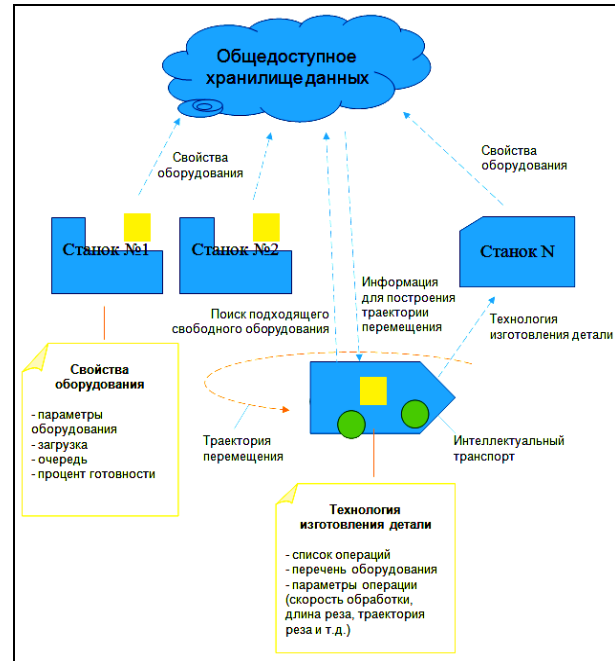 Общедоступное
хранилище данных
Свойства
оборудования
Свойства
оборудования
Станок №1
Станок №2
Станок N
Поиск подходящего
свободного оборудования
Информация
для построения
траектории
перемещения
Технология
изготовления детали
Свойства
оборудования
- параметры
оборудования
- загрузка
- очередь
- процент готовности
Траектория
перемещения
Интеллектуальный
транспорт
Технология
изготовления детали
- список операций
- перечень оборудования
- параметры операции
(скорость обработки,
длина реза, траектория
реза и т.д.)